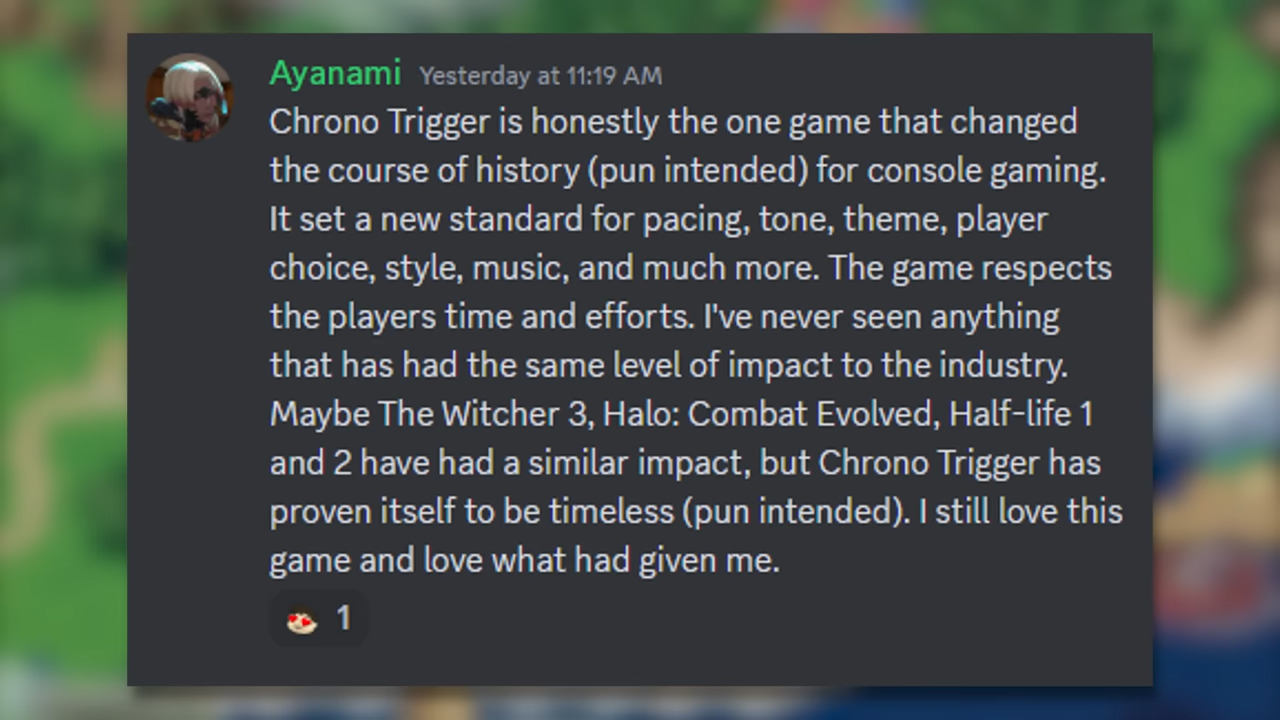 Ayanami Yesterday at 11:19 AM
Chrono Trigger is honestly the one game that changed
the course of history (pun intended) for console gaming.
It set a new standard for pacing, tone, theme, player
choice, style, music, and much more. The game respects
the players time and efforts. I've never seen anything
that has had the same level of impact to the industry.
Maybe The Witcher 3, Halo: Combat Evolved, Half-life 1
and 2 have had a similar impact, but Chrono Trigger has
proven itself to be timeless (pun intended). I still love this
game and love what had given me.
1